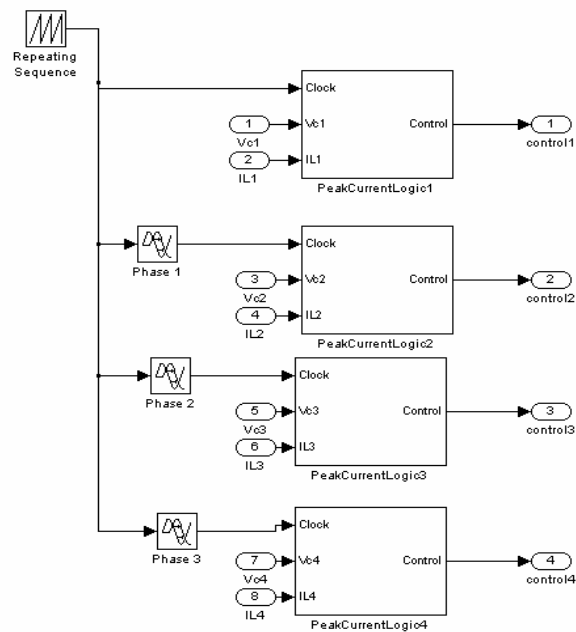 Repeating
Sequence
Clock
1
Vc1
Vc1
Control
1
control1
2
IL1
IL1
PeakCurrentLogic1
Phase 1
Clock
3
Vc2
Vc2
Control
2
control2
4
IL2
IL2
PeakCurrentLogic2
Phase 2
Clock
5
Vc3
Vc3
Control
3
control3
6
IL3
IL3
PeakCurrentLogic3
Phase 3
Clock
7
Vc4
Vc4
Control
4
control4
8
IL4
IL4
PeakCurrentLogic4